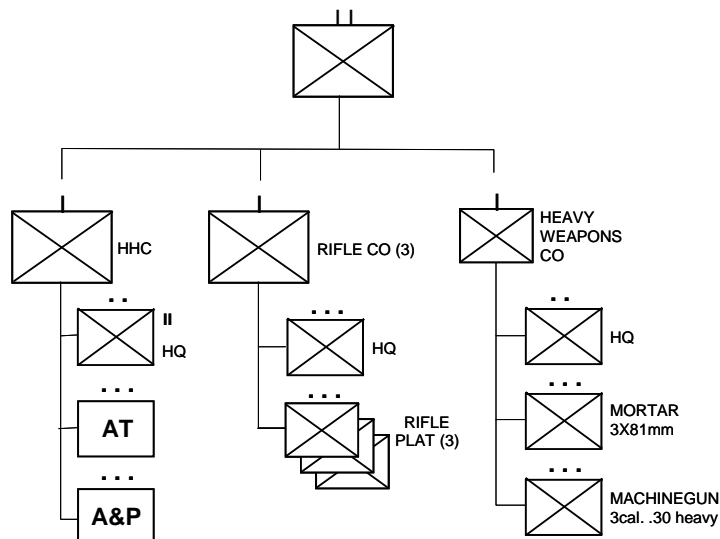 HHC
II
HQ
AT
A&P
RIFLE CO (3)
HQ
RIFLE
PLAT (3)
HEAVY
WEAPONS
CO
HQ
MORTAR
3X81mm
MACHINEGUN
3cal. .30 heavy